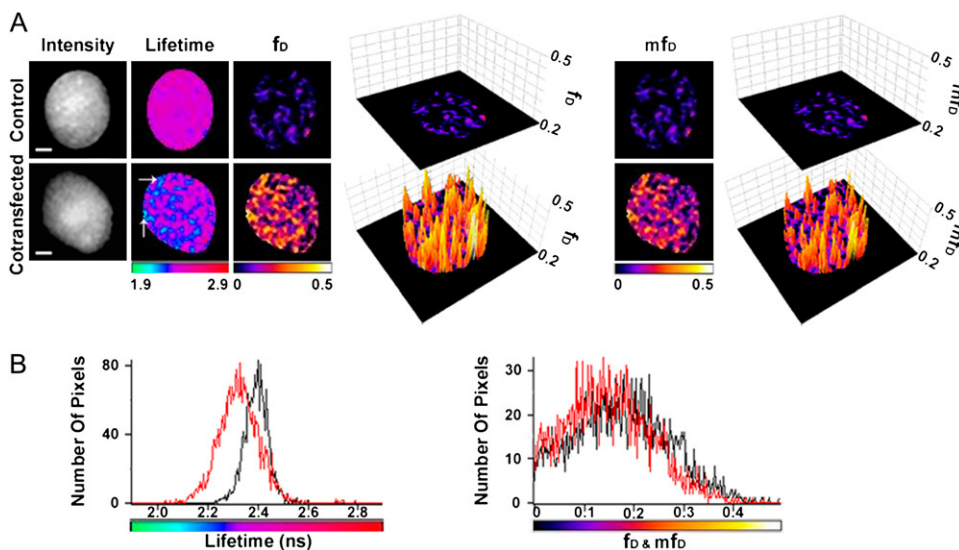 A
Intensity
Lifetime
fD
mfD
Control
Cotransfected
0.5
fD
0.2
0.5
mfD
0.2
0.5
fD
0.2
0.5
mfD
0.2
1.9 2.9
0 0.5
0 0.5
B
Number Of Pixels
80
40
0
2.0 2.2 2.4 2.6 2.8
Lifetime (ns)
Number Of Pixels
30
20
10
0
0 0.1 0.2 0.3 0.4
fD & mfD